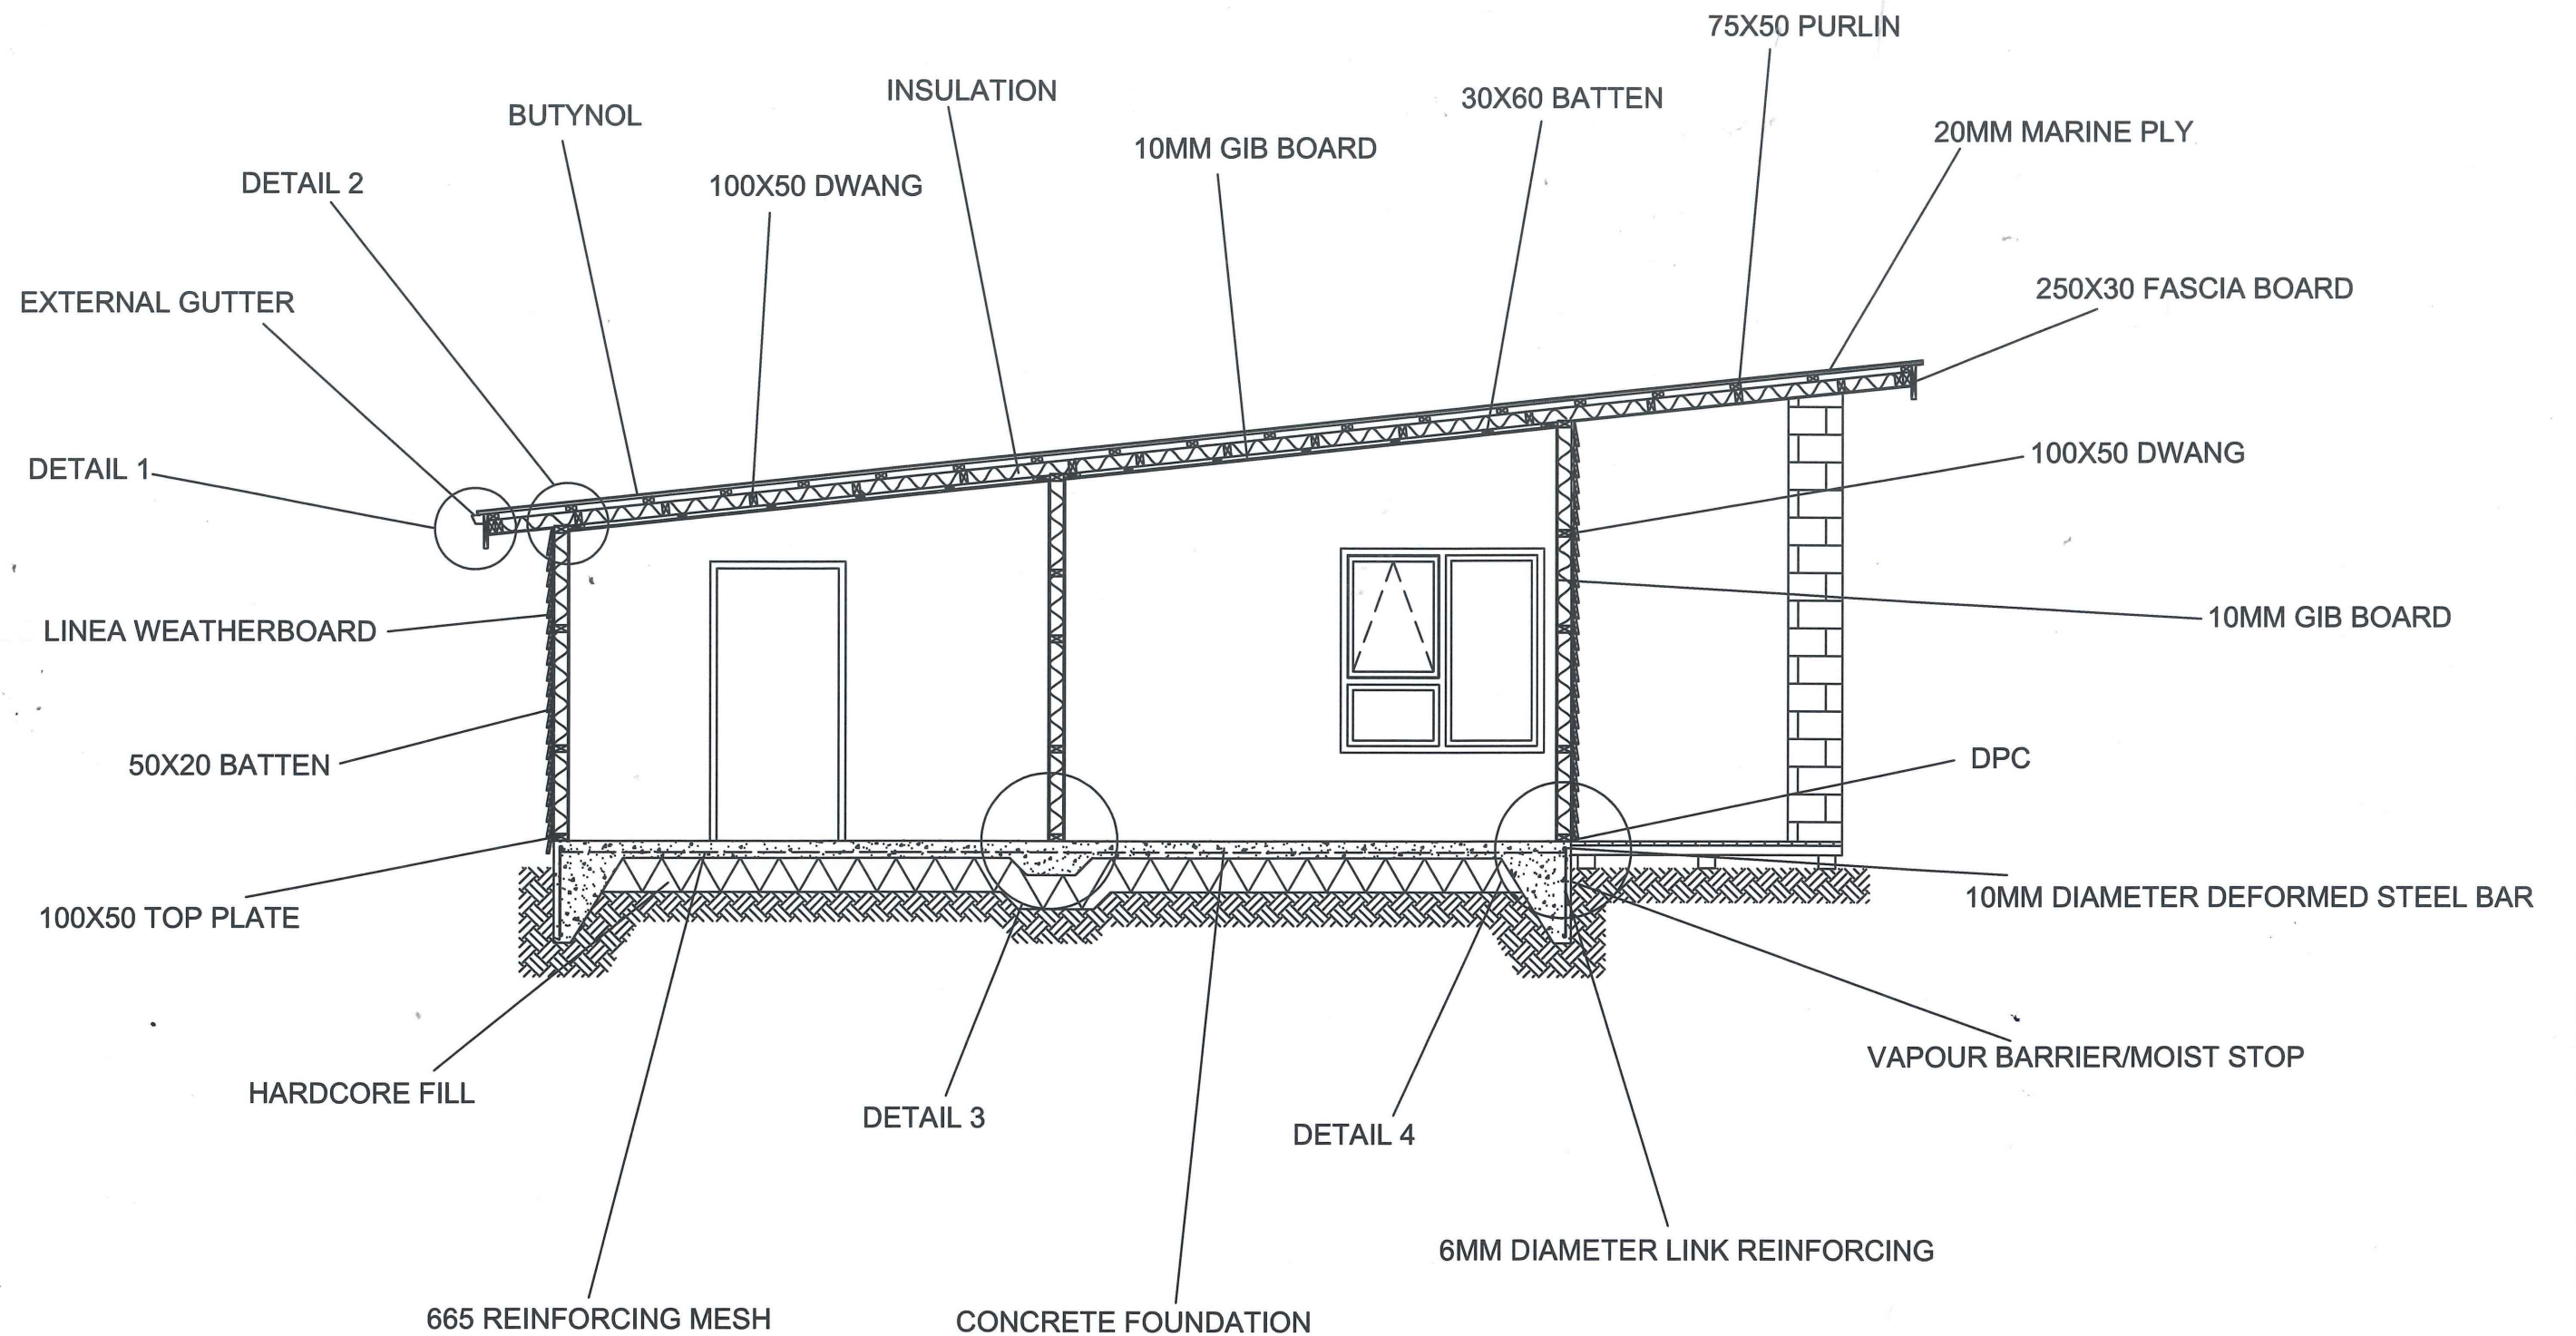 75X50 PURLIN
INSULATION
30X60 BATTEN
BUTYNOL
20MM MARINE PLY
10MM GIB BOARD
DETAIL 2
100X50 DWANG
EXTERNAL GUTTER
250X30 FASCIA BOARD
DETAIL 1
100X50 DWANG
LINEA WEATHERBOARD
10MM GIB BOARD
50X20 BATTEN
DPC
100X50 TOP PLATE
10MM DIAMETER DEFORMED STEEL BAR
VAPOUR BARRIER/MOIST STOP
HARDCORE FILL
DETAIL 3
DETAIL 4
6MM DIAMETER LINK REINFORCING
665 REINFORCING MESH
CONCRETE FOUNDATION